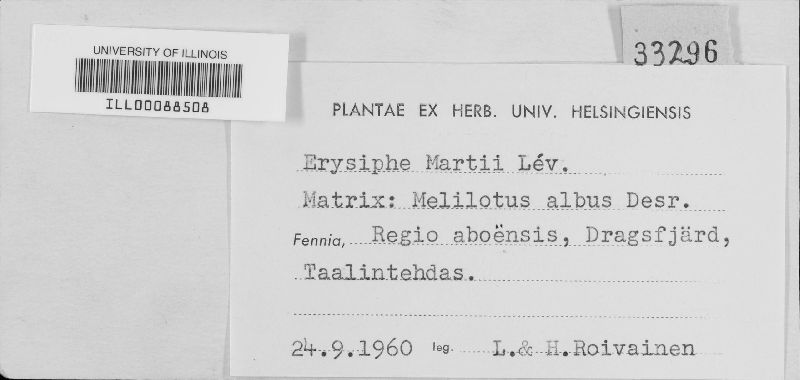 UNIVERSITY OF ILLINOIS
ILL00088508
33296
PLANTAE EX HERB. UNIV. HELSINGIENSIS
Erysiphe Martii Lév.
Matrix: Melilotus albus Desr.
Fennia, Regio aboënsis, Dragsfjärd,
Taalintehdas.
24.9.1960 leg. L.& H.Roivainen